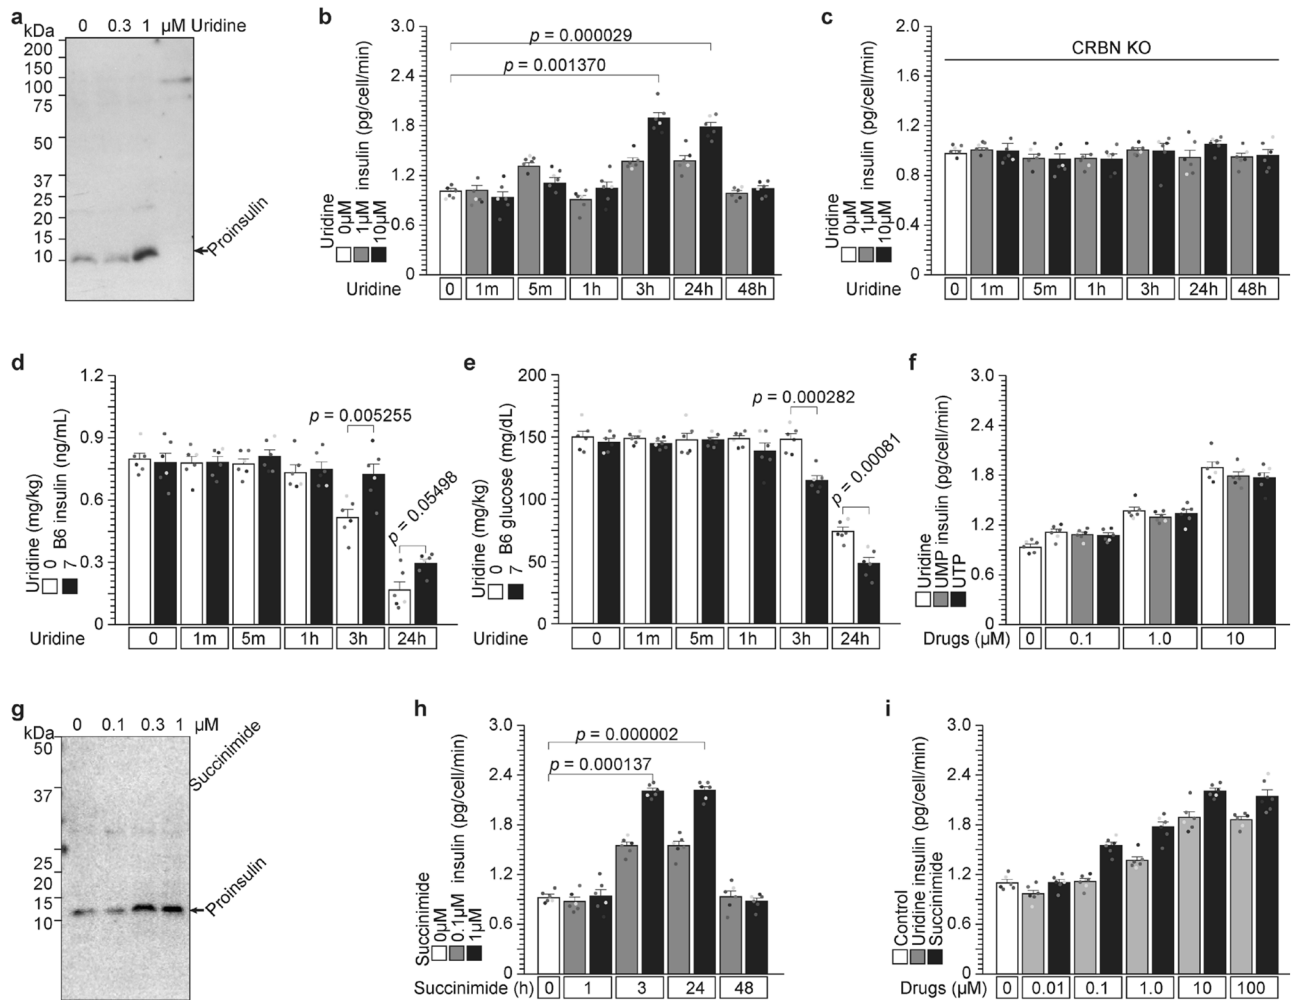 a
0 0.3 1 µM Uridine
kDa
200
150
100
75
50
37
25
20
15
10
Proinsulin
b
Uridine
0µM
1µM
10µM
insulin (pg/cell/min)
3.0
2.4
1.8
1.2
0.6
0
p = 0.000029
p = 0.001370
Uridine 0 1m 5m 1h 3h 24h 48h
c
Uridine
0µM
1µM
10µM
insulin (pg/cell/min)
2.0
1.6
1.2
0.8
0.4
0
CRBN KO
Uridine 0 1m 5m 1h 3h 24h 48h
d
Uridine (mg/kg)
0
7
B6 insulin (ng/mL)
1.2
0.9
0.6
0.3
0
p = 0.005255
p = 0.05498
Uridine 0 1m 5m 1h 3h 24h
e
Uridine (mg/kg)
0
7
B6 glucose (mg/dL)
200
150
100
50
0
p = 0.000282
p = 0.00081
Uridine 0 1m 5m 1h 3h 24h
f
Uridine
UMP
UTP
insulin (pg/cell/min)
3.0
2.4
1.8
1.2
0.6
0
Drugs (µM) 0 0.1 1.0 10
g
0 0.1 0.3 1 µM
Succinimide
kDa
50
37
25
20
15
10
Proinsulin
h
Succinimide
0µM
0.1µM
1µM
insulin (pg/cell/min)
3.0
2.4
1.8
1.2
0.6
0
p = 0.000002
p = 0.000137
Succinimide (h) 0 1 3 24 48
i
Control
Uridine
Succinimide
insulin (pg/cell/min)
3.0
2.4
1.8
1.2
0.6
0
Drugs (µM) 0 0.01 0.1 1.0 10 100